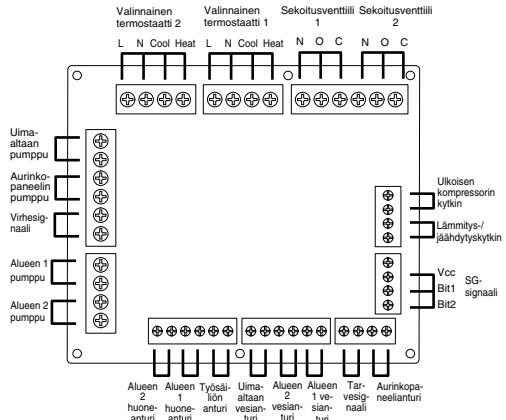 Valinnainen
termostaatti 2
Valinnainen
termostaatti 1
Sekoitusventtiili
1
Sekoitusventtiili
2
L N Cool Heat
L N Cool Heat
N O C
N O C
Uima-
altaan
pumppu
Aurinko-
paneelin
pumppu
Virhesig-
naali
Alueen 1
pumppu
Alueen 2
pumppu
Ulkoisen
kompressorin
kytkin
Lämmitys-/
jäähdytyskytkin
Vcc
Bit1
Bit2
SG-
signaali
Alueen
2
huone-
anturi
Alueen
1
huone-
anturi
Työsäi-
liön
anturi
Uima-
altaan
vesian-
turi
Alueen
2
vesian-
turi
Alueen
1 ve-
sian-
turi
Tar-
vesig-
naali
Aurinkopa-
neelianturi